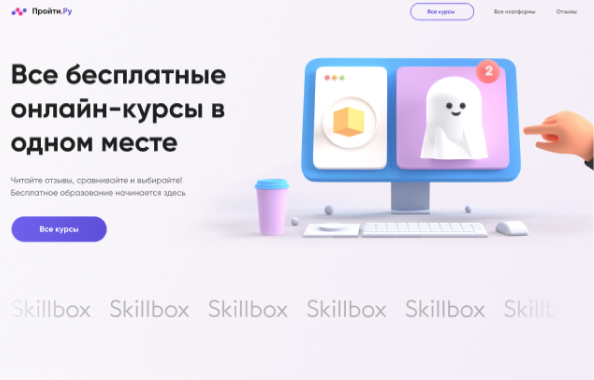 Пройти.Ру
Все курсы
Все платформы
Отзывы
Все бесплатные
онлайн-курсы в
одном месте
2
Читайте отзывы, сравнивайте и выбирайте!
Бесплатное образование начинается здесь
Все курсы
Skillbox Skillbox Skillbox Skillbox Skillbox Skillb